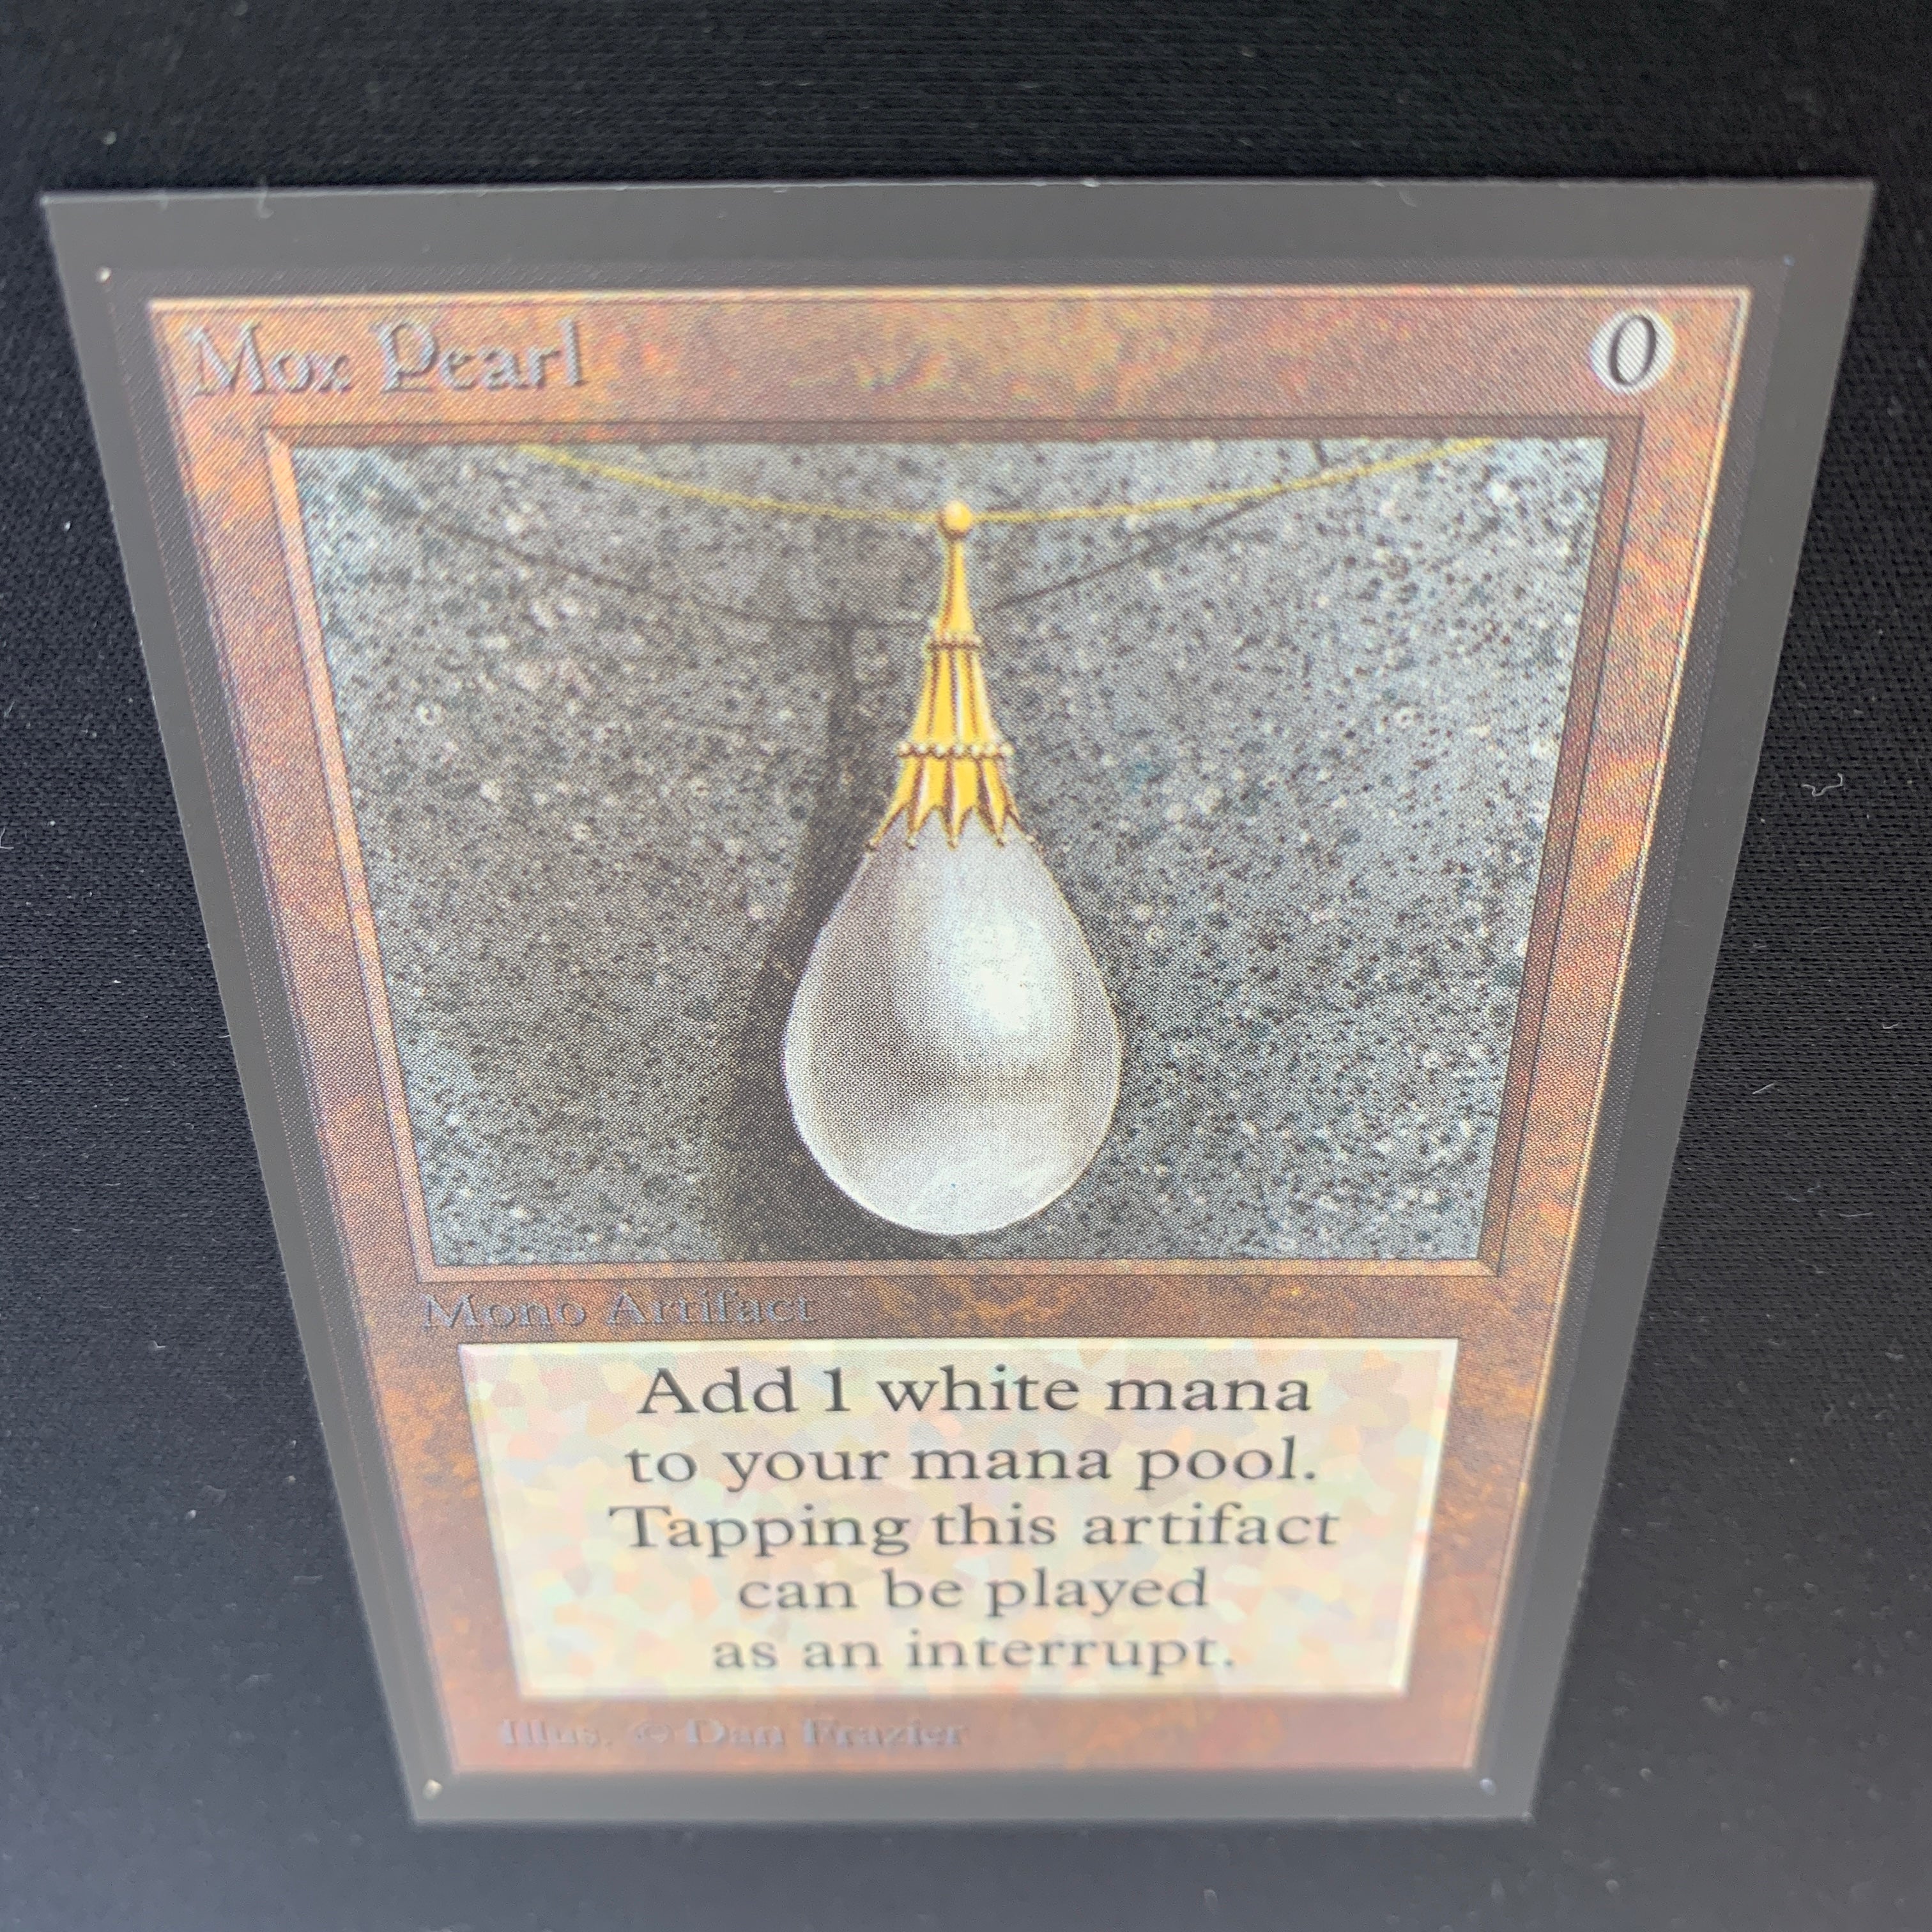 Mox Pearl 0
Mono Artifact
Add 1 white mana
to your mana pool.
Tapping this artifact
can be played
as an interrupt.
Illus. © Dan Frazier